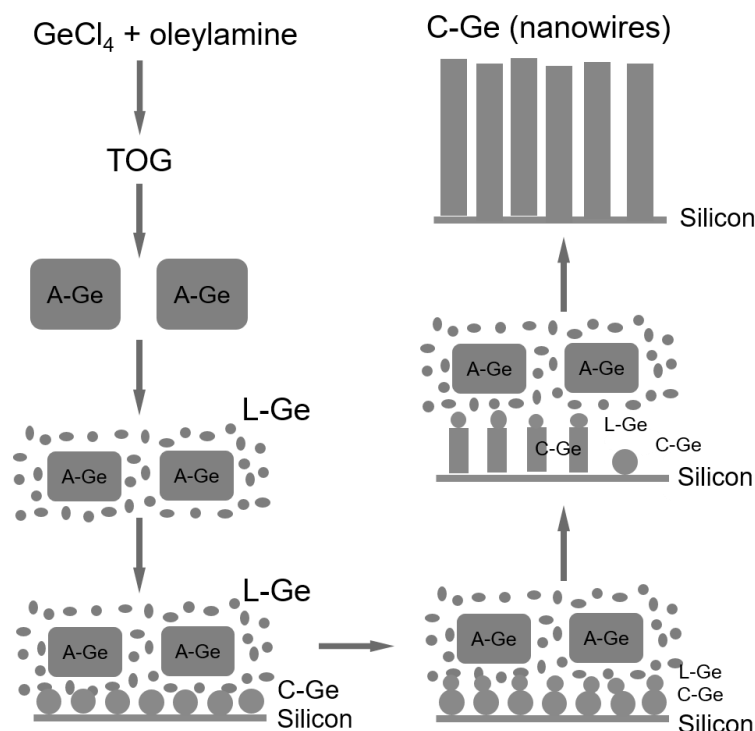 GeCl₄ + oleylamine
TOG
A-Ge A-Ge
L-Ge
A-Ge A-Ge
L-Ge
A-Ge A-Ge
C-Ge
Silicon
A-Ge A-Ge
L-Ge
C-Ge
Silicon
A-Ge A-Ge
L-Ge
C-Ge C-Ge
Silicon
C-Ge (nanowires)
Silicon